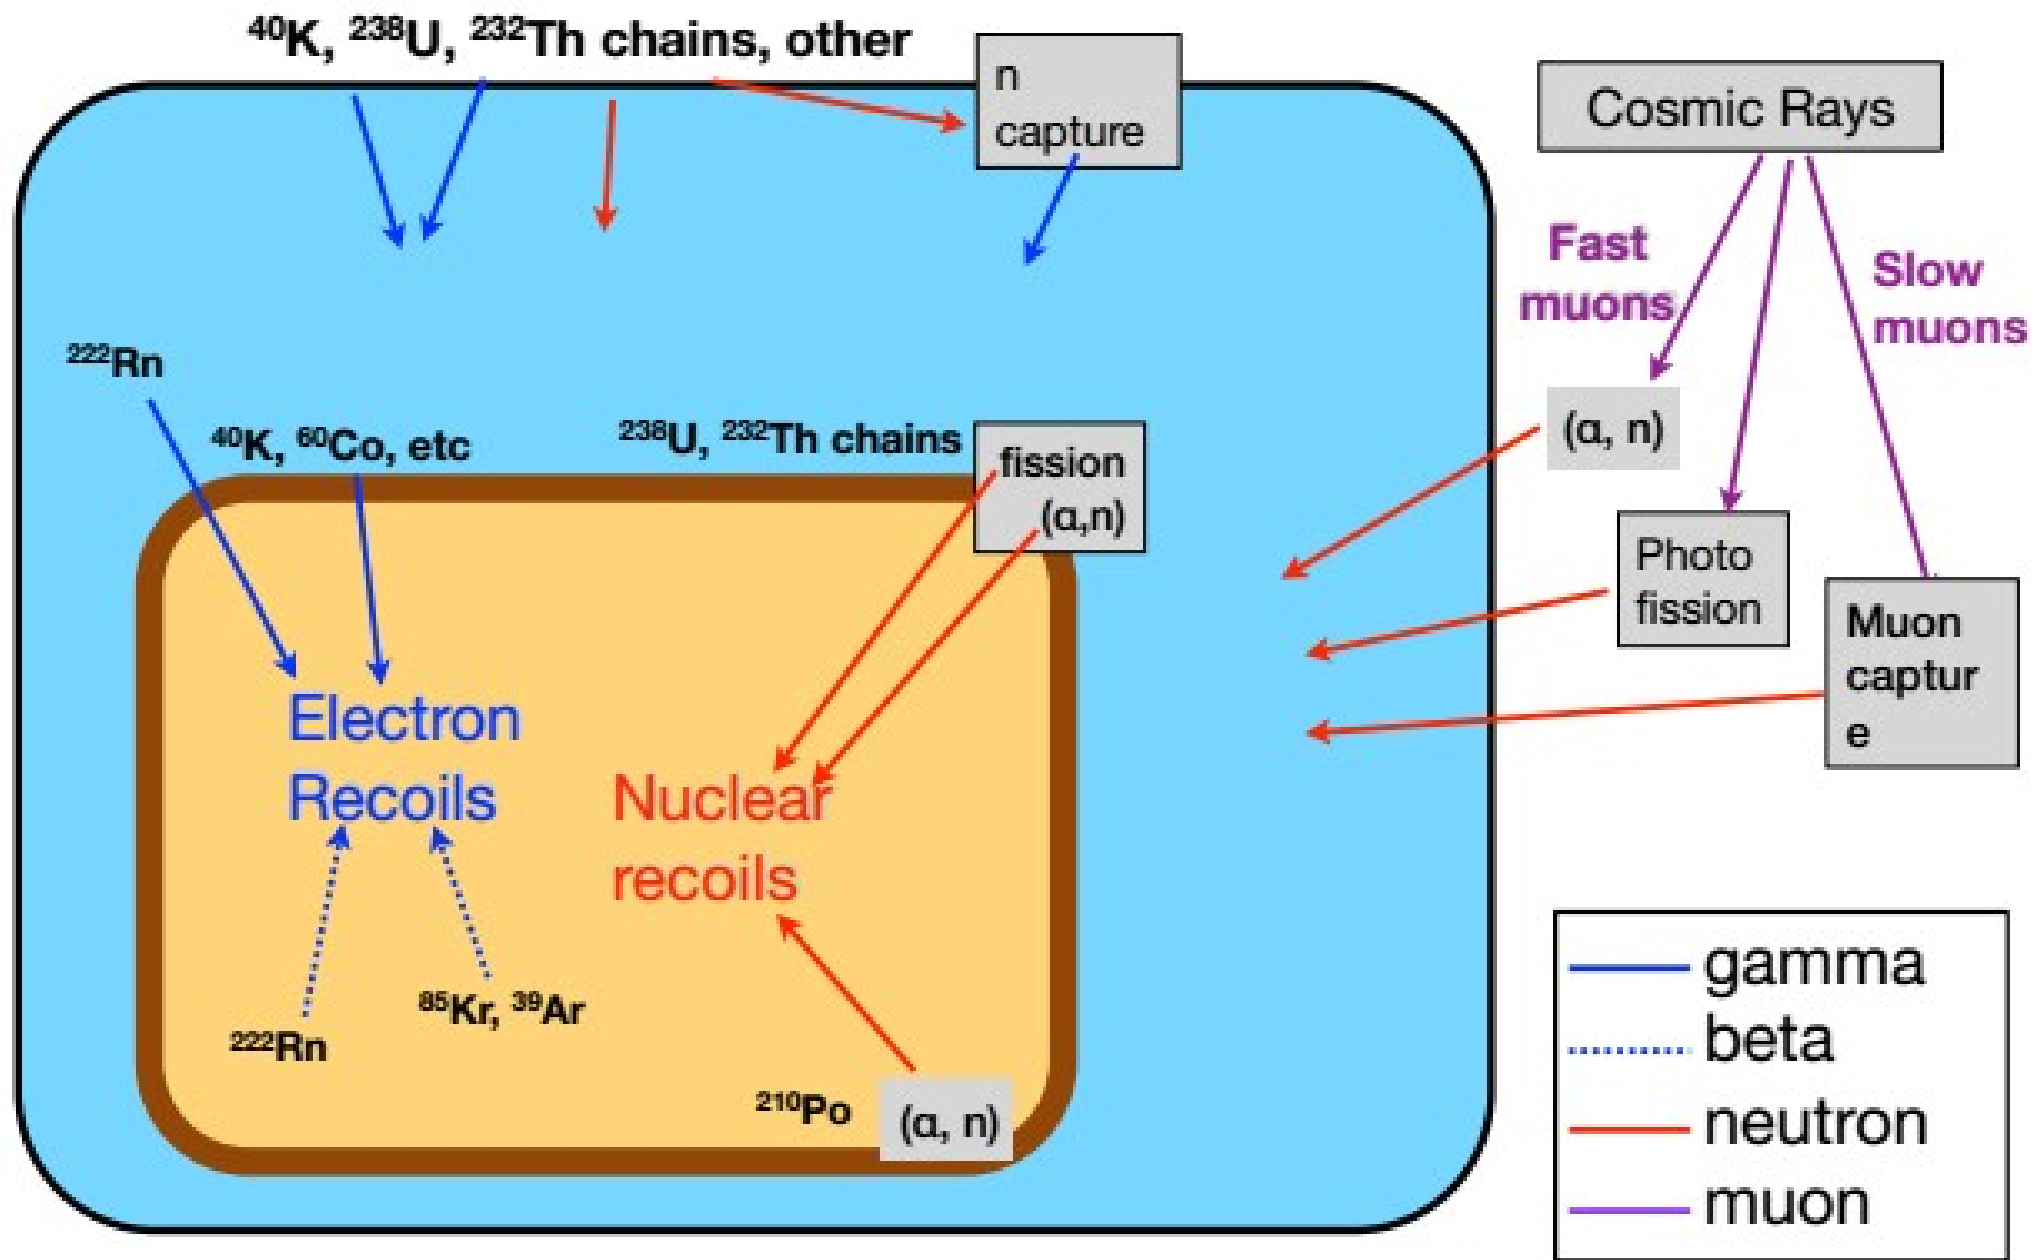 ⁴⁰K, ²³⁸U, ²³²Th chains, other
n
capture
Cosmic Rays
Fast
muons
Slow
muons
²²²Rn
⁴⁰K, ⁶⁰Co, etc
²³⁸U, ²³²Th chains
fission
(α,n)
(α, n)
Photo
fission
Muon
captur
e
Electron
Recoils
Nuclear
recoils
⁸⁵Kr, ³⁹Ar
²²²Rn
²¹⁰Po
(α, n)
gamma
beta
neutron
muon